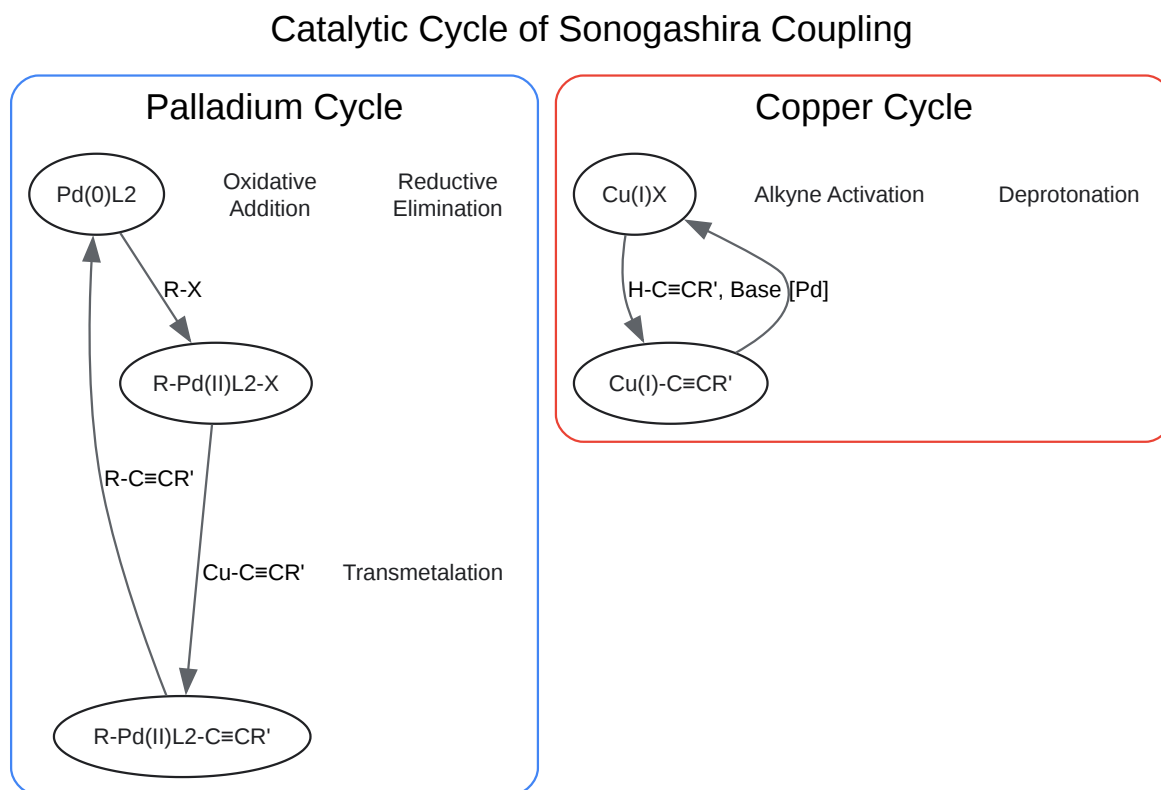 Catalytic Cycle of Sonogashira Coupling
Palladium Cycle
Pd(0)L2
Oxidative
Addition
Reductive
Elimination
R-X
R-Pd(II)L2-X
R-C≡CR'
Cu-C≡CR'
Transmetalation
R-Pd(II)L2-C≡CR'
Copper Cycle
Cu(I)X
Alkyne Activation
Deprotonation
H-C≡CR', Base
[Pd]
Cu(I)-C≡CR'